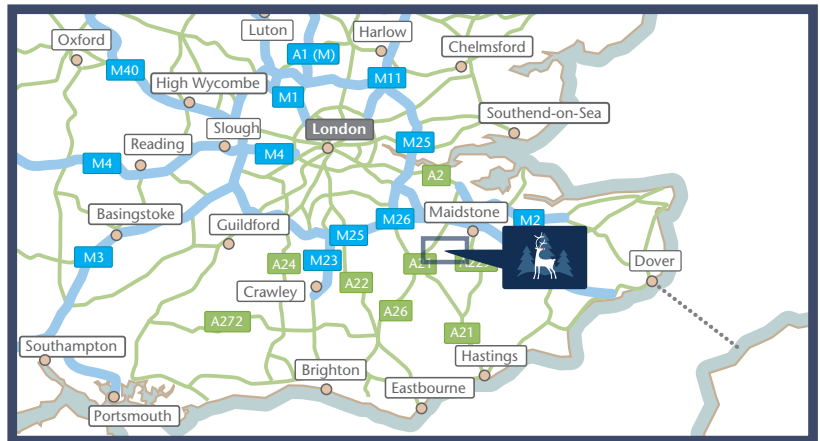 Luton
Harlow
Oxford
A1 (M)
Chelmsford
M40
M11
High Wycombe
M1
Southend-on-Sea
Slough
London
Reading
M25
M4
M4
A2
Basingstoke
Maidstone
Guildford
M26
M2
M25
M3
M23
A24
A21
Dover
A22
Crawley
A26
A272
A21
Southampton
Hastings
Brighton
Eastbourne
Portsmouth